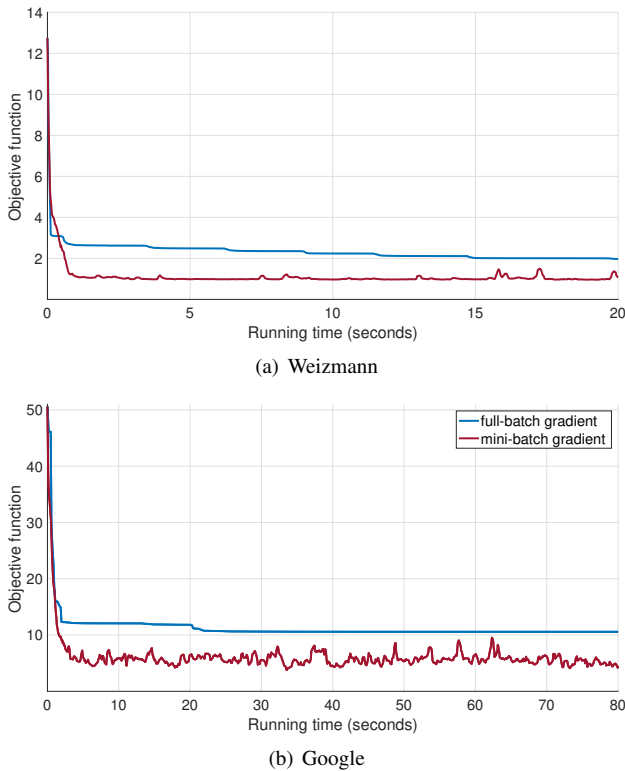 14
12
10
8
6
4
2
Objective function
0 5 10 15 20
Running time (seconds)
(a) Weizmann
50
40
30
20
10
Objective function
full-batch gradient
mini-batch gradient
0 10 20 30 40 50 60 70 80
Running time (seconds)
(b) Google